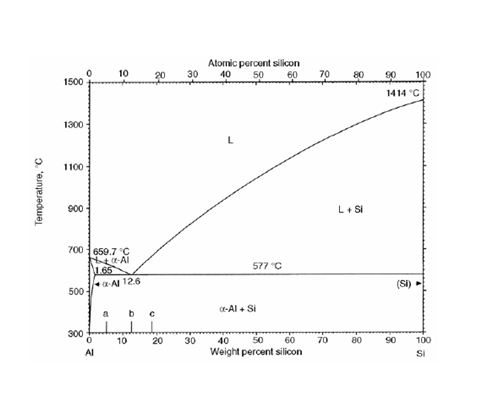 Atomic percent silicon
0 10 20 30 40 50 60 70 80 90 100
1500
1414 °C
1300
L
1100
Temperature, °C
900
L + Si
700
659.7 °C
L + α-Al
1.65
577 °C
12.6
α-Al
(Si)
500
α-Al + Si
a b c
300
0 10 20 30 40 50 60 70 80 90 100
Al Weight percent silicon Si